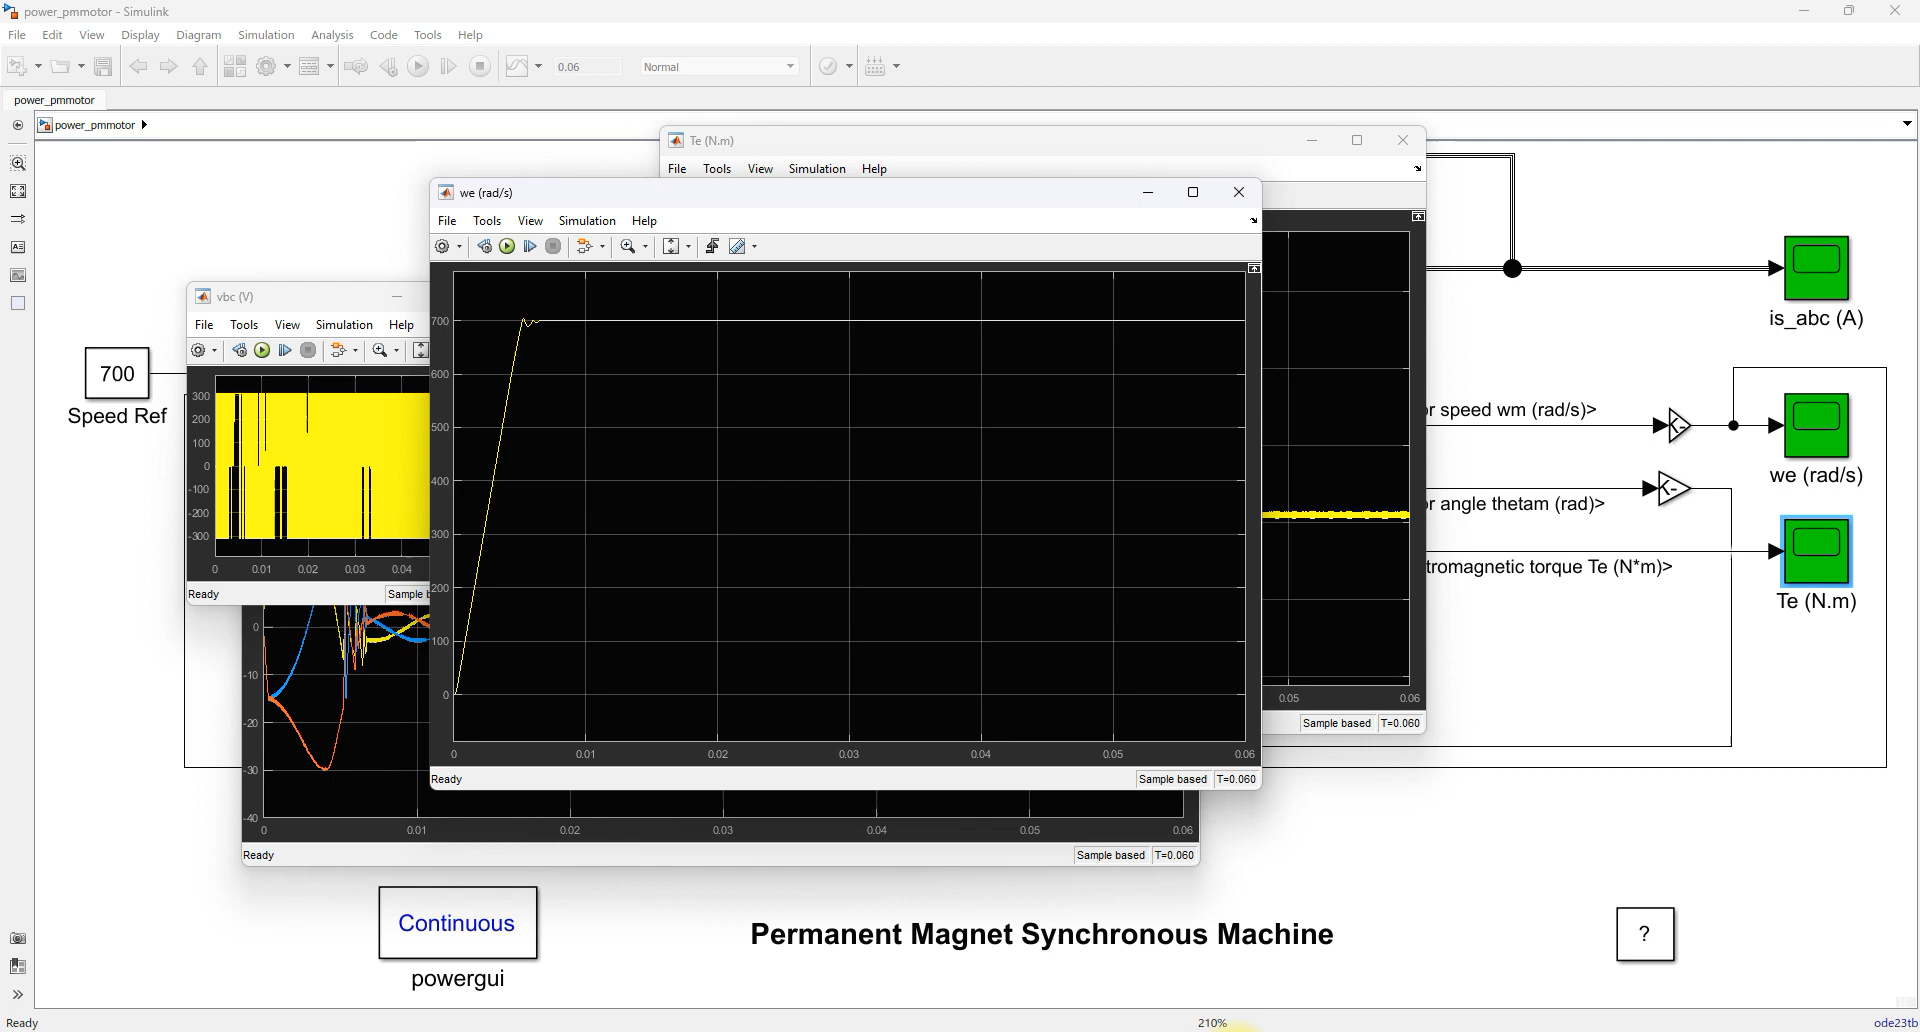 power_pmmotor - Simulink
File Edit View Display Diagram Simulation Analysis Code Tools Help
0.06 Normal
power_pmmotor
power_pmmotor
Te (N.m)
File Tools View Simulation Help
we (rad/s)
File Tools View Simulation Help
700
600
500
400
300
200
100
0
0 0.01 0.02 0.03 0.04 0.05 0.06
Ready Sample based T=0.060
vbc (V)
File Tools View Simulation Help
300
200
100
0
-100
-200
-300
0 0.01 0.02 0.03 0.04
Ready Sample
700
Speed Ref
0
-10
-20
-30
-40
0 0.01 0.02 0.03 0.04 0.05 0.06
Ready Sample based T=0.060
0.05 0.06
Sample based T=0.060
is_abc (A)
r speed wm (rad/s)>
K-
we (rad/s)
K-
r angle thetam (rad)>
tromagnetic torque Te (N*m)>
Te (N.m)
Continuous
powergui
Permanent Magnet Synchronous Machine
?
Ready 210% ode23tb